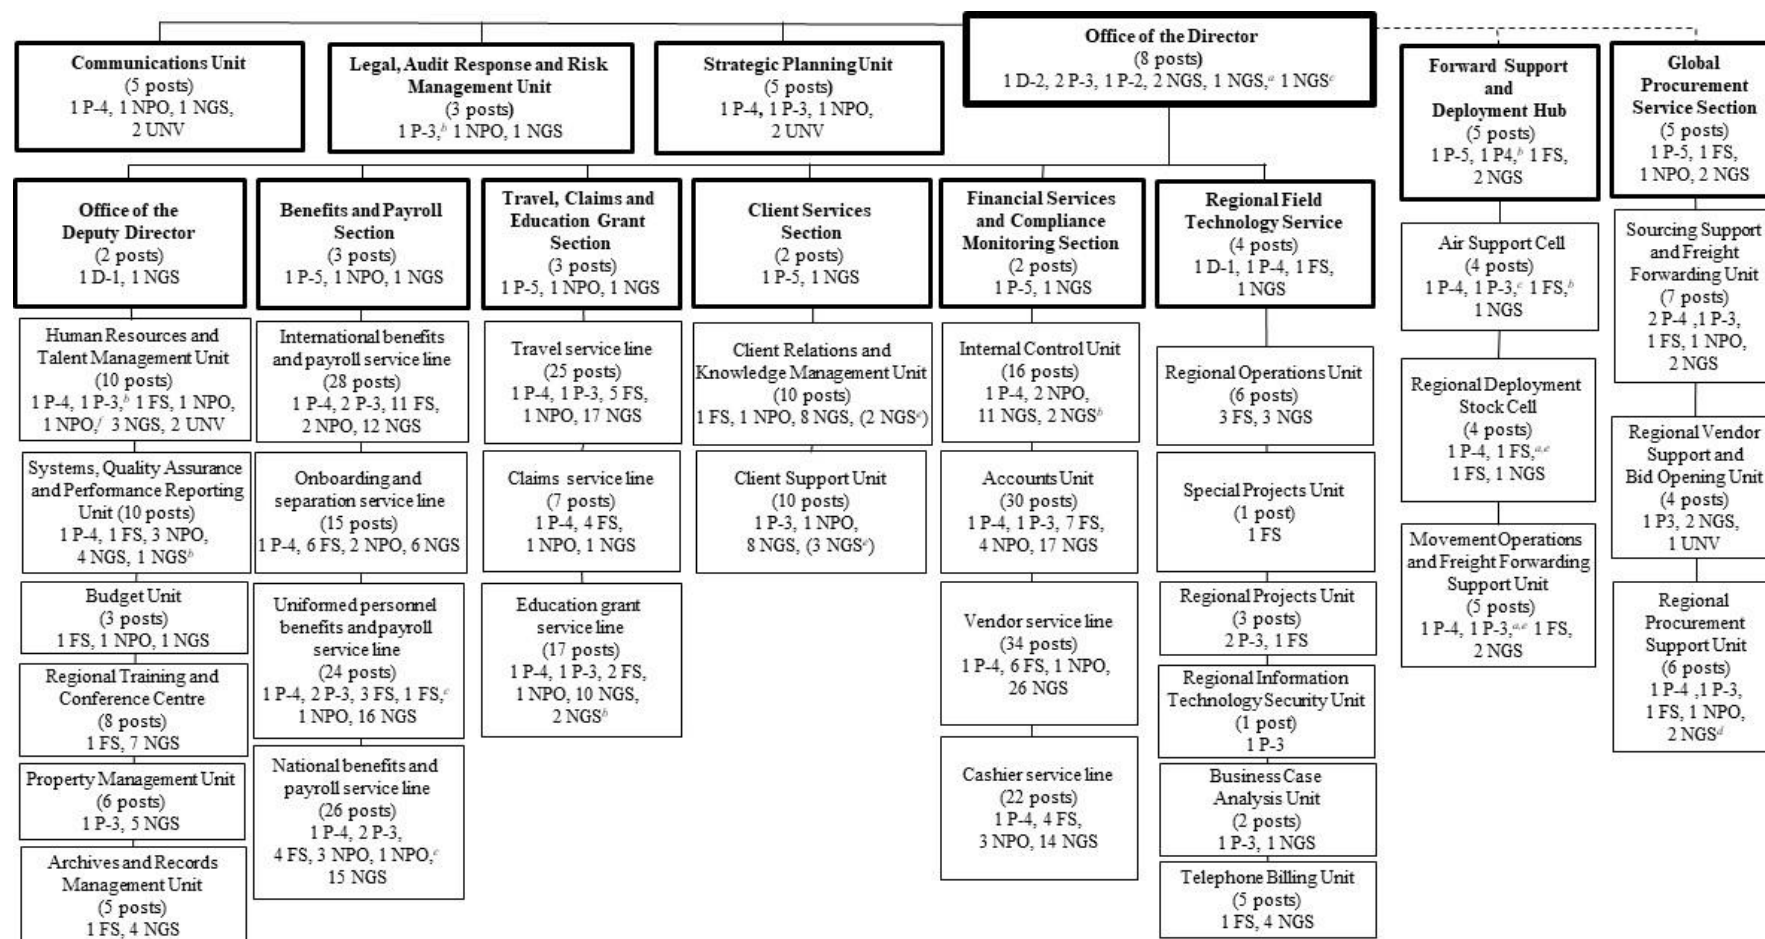 Communications Unit
(5 posts)
1 P-4, 1 NPO, 1 NGS,
2 UNV
Legal, Audit Response and Risk
Management Unit
(3 posts)
1 P-3,ᵇ 1 NPO, 1 NGS
Strategic Planning Unit
(5 posts)
1 P-4, 1 P-3, 1 NPO,
2 UNV
Office of the Director
(8 posts)
1 D-2, 2 P-3, 1 P-2, 2 NGS, 1 NGS,ᵃ 1 NGSᶜ
Forward Support
and
Deployment Hub
(5 posts)
1 P-5, 1 P4,ᵇ 1 FS,
2 NGS
Global
Procurement
Service Section
(5 posts)
1 P-5, 1 FS,
1 NPO, 2 NGS
Office of the
Deputy Director
(2 posts)
1 D-1, 1 NGS
Human Resources and
Talent Management Unit
(10 posts)
1 P-4, 1 P-3,ᵇ 1 FS, 1 NPO,
1 NPO,ᶠ 3 NGS, 2 UNV
Systems, Quality Assurance
and Performance Reporting
Unit (10 posts)
1 P-4, 1 FS, 3 NPO,
4 NGS, 1 NGSᵇ
Budget Unit
(3 posts)
1 FS, 1 NPO, 1 NGS
Regional Training and
Conference Centre
(8 posts)
1 FS, 7 NGS
Property Management Unit
(6 posts)
1 P-3, 5 NGS
Archives and Records
Management Unit
(5 posts)
1 FS, 4 NGS
Benefits and Payroll
Section
(3 posts)
1 P-5, 1 NPO, 1 NGS
International benefits
and payroll service line
(28 posts)
1 P-4, 2 P-3, 11 FS,
2 NPO, 12 NGS
Onboarding and
separation service line
(15 posts)
1 P-4, 6 FS, 2 NPO, 6 NGS
Uniformed personnel
benefits and payroll
service line
(24 posts)
1 P-4, 2 P-3, 3 FS, 1 FS,ᶜ
1 NPO, 16 NGS
National benefits and
payroll service line
(26 posts)
1 P-4, 2 P-3,
4 FS, 3 NPO, 1 NPO,ᶜ
15 NGS
Travel, Claims and
Education Grant
Section
(3 posts)
1 P-5, 1 NPO, 1 NGS
Travel service line
(25 posts)
1 P-4, 1 P-3, 5 FS,
1 NPO, 17 NGS
Claims service line
(7 posts)
1 P-4, 4 FS,
1 NPO, 1 NGS
Education grant
service line
(17 posts)
1 P-4, 1 P-3, 2 FS,
1 NPO, 10 NGS,
2 NGSᵇ
Client Services
Section
(2 posts)
1 P-5, 1 NGS
Client Relations and
Knowledge Management Unit
(10 posts)
1 FS, 1 NPO, 8 NGS, (2 NGSᵉ)
Client Support Unit
(10 posts)
1 P-3, 1 NPO,
8 NGS, (3 NGSᵉ)
Financial Services
and Compliance
Monitoring Section
(2 posts)
1 P-5, 1 NGS
Internal Control Unit
(16 posts)
1 P-4, 2 NPO,
11 NGS, 2 NGSᵇ
Accounts Unit
(30 posts)
1 P-4, 1 P-3, 7 FS,
4 NPO, 17 NGS
Vendor service line
(34 posts)
1 P-4, 6 FS, 1 NPO,
26 NGS
Cashier service line
(22 posts)
1 P-4, 4 FS,
3 NPO, 14 NGS
Regional Field
Technology Service
(4 posts)
1 D-1, 1 P-4, 1 FS,
1 NGS
Regional Operations Unit
(6 posts)
3 FS, 3 NGS
Special Projects Unit
(1 post)
1 FS
Regional Projects Unit
(3 posts)
2 P-3, 1 FS
Regional Information
Technology Security Unit
(1 post)
1 P-3
Business Case
Analysis Unit
(2 posts)
1 P-3, 1 NGS
Telephone Billing Unit
(5 posts)
1 FS, 4 NGS
Air Support Cell
(4 posts)
1 P-4, 1 P-3,ᶜ 1 FS,ᵇ
1 NGS
Regional Deployment
Stock Cell
(4 posts)
1 P-4, 1 FS,ᵃ,ᵉ
1 FS, 1 NGS
Movement Operations
and Freight Forwarding
Support Unit
(5 posts)
1 P-4, 1 P-3,ᵃ,ᵉ 1 FS,
2 NGS
Sourcing Support
and Freight
Forwarding Unit
(7 posts)
2 P-4 ,1 P-3,
1 FS, 1 NPO,
2 NGS
Regional Vendor
Support and
Bid Opening Unit
(4 posts)
1 P3, 2 NGS,
1 UNV
Regional
Procurement
Support Unit
(6 posts)
1 P-4 ,1 P-3,
1 FS, 1 NPO,
2 NGSᵈ